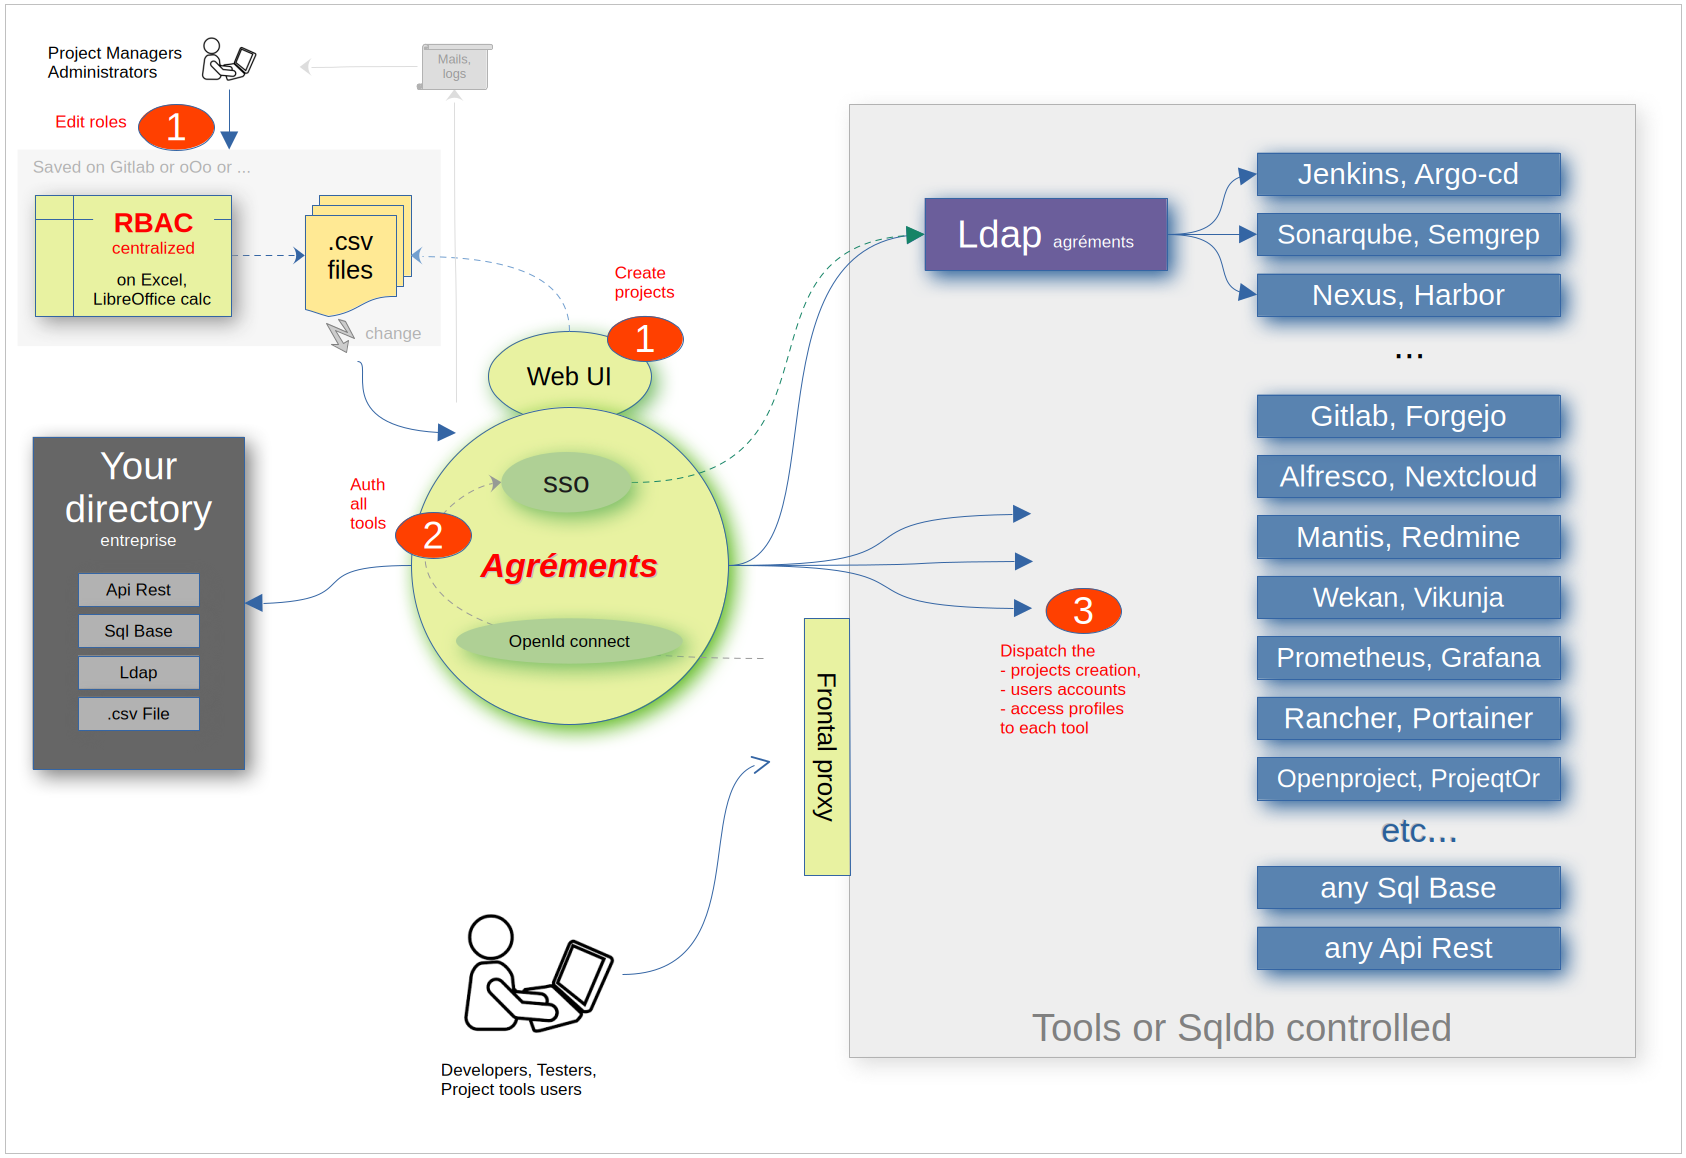 Project Managers
Administrators
Mails,
logs
Edit roles
1
Saved on Gitlab or oOo or ...
RBAC
centralized
on Excel,
LibreOffice calc
.csv
files
change
Create
projects
1
Web UI
Your
directory
entreprise
Api Rest
Sql Base
Ldap
.csv File
Auth
all
tools
2
sso
Agréments
OpenId connect
Frontal proxy
Developers, Testers,
Project tools users
Ldap agréments
3
Dispatch the
- projects creation,
- users accounts
- access profiles
to each tool
Jenkins, Argo-cd
Sonarqube, Semgrep
Nexus, Harbor
...
Gitlab, Forgejo
Alfresco, Nextcloud
Mantis, Redmine
Wekan, Vikunja
Prometheus, Grafana
Rancher, Portainer
Openproject, ProjeqtOr
etc...
any Sql Base
any Api Rest
Tools or Sqldb controlled